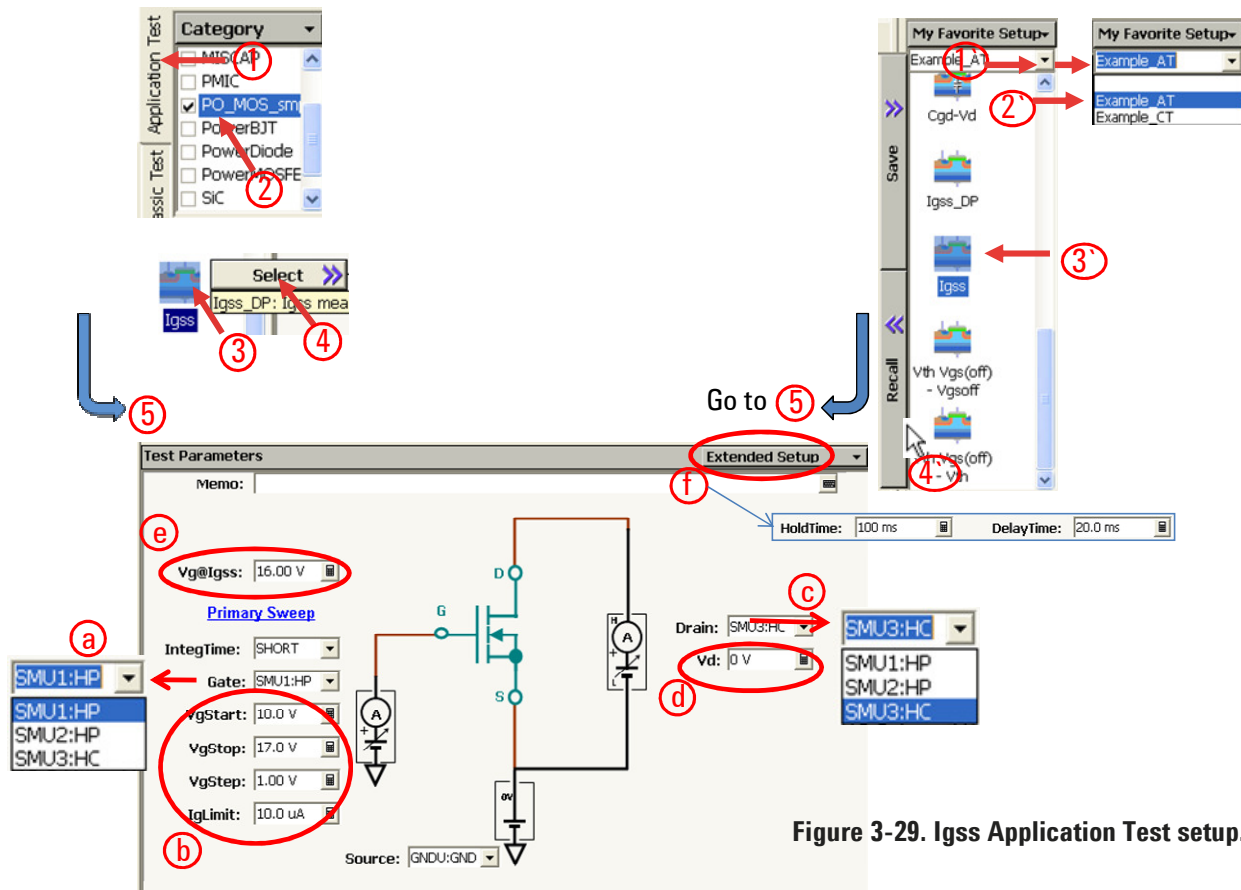 Application Test
Classic Test
Category
MISCAP
PMIC
PO_MOS_sm
PowerBJT
PowerDiode
PowerMOSFE
SiC
1
2
Igss
Select
Igss_DP: Igss mea
3
4
5
My Favorite Setup
Example_AT
1`
My Favorite Setup
Example_AT
Example_AT
Example_CT
2`
Save
Recall
Cgd-Vd
Igss_DP
Igss
3`
Vth Vgs(off)
- Vgsoff
Vth Vgs(off)
- Vth
4`
Go to 5
Test Parameters
Extended Setup
Memo:
f
HoldTime: 100 ms
DelayTime: 20.0 ms
e
Vg@Igss: 16.00 V
Primary Sweep
IntegTime: SHORT
Gate: SMU1:HP
VgStart: 10.0 V
VgStop: 17.0 V
VgStep: 1.00 V
IgLimit: 10.0 uA
a
SMU1:HP
SMU1:HP
SMU2:HP
SMU3:HC
b
D
G
S
A
H
A
L
0V
Source: GNDU:GND
c
Drain: SMU3:HC
Vd: 0 V
d
SMU3:HC
SMU1:HP
SMU2:HP
SMU3:HC
Figure 3-29. Igss Application Test setup.